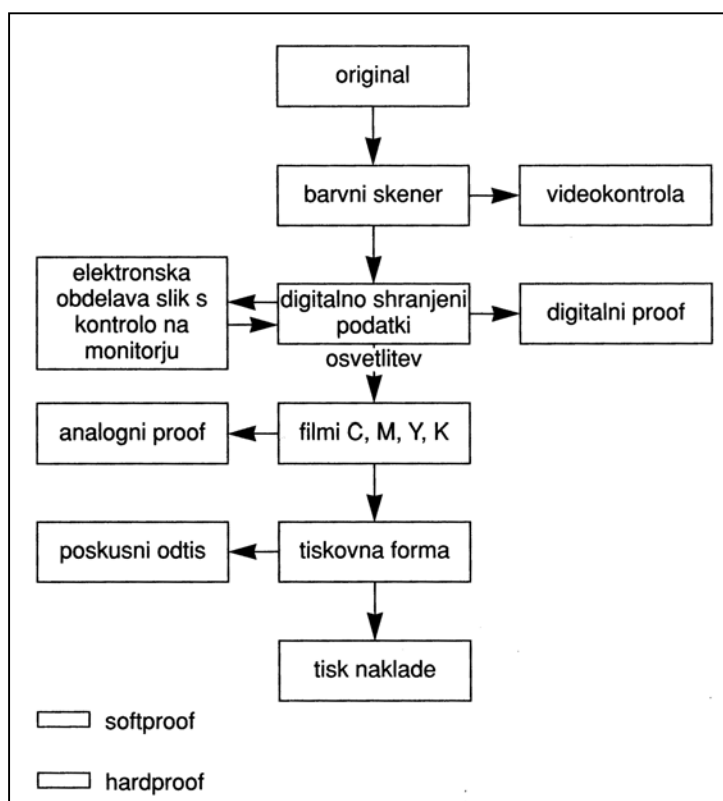 original
barvni skener
videokontrola
elektronska
obdelava slik s
kontrolo na
monitorju
digitalno shranjeni
podatki
digitalni proof
osvetlitev
analogni proof
filmi C, M, Y, K
poskusni odtis
tiskovna forma
tisk naklade
softproof
hardproof